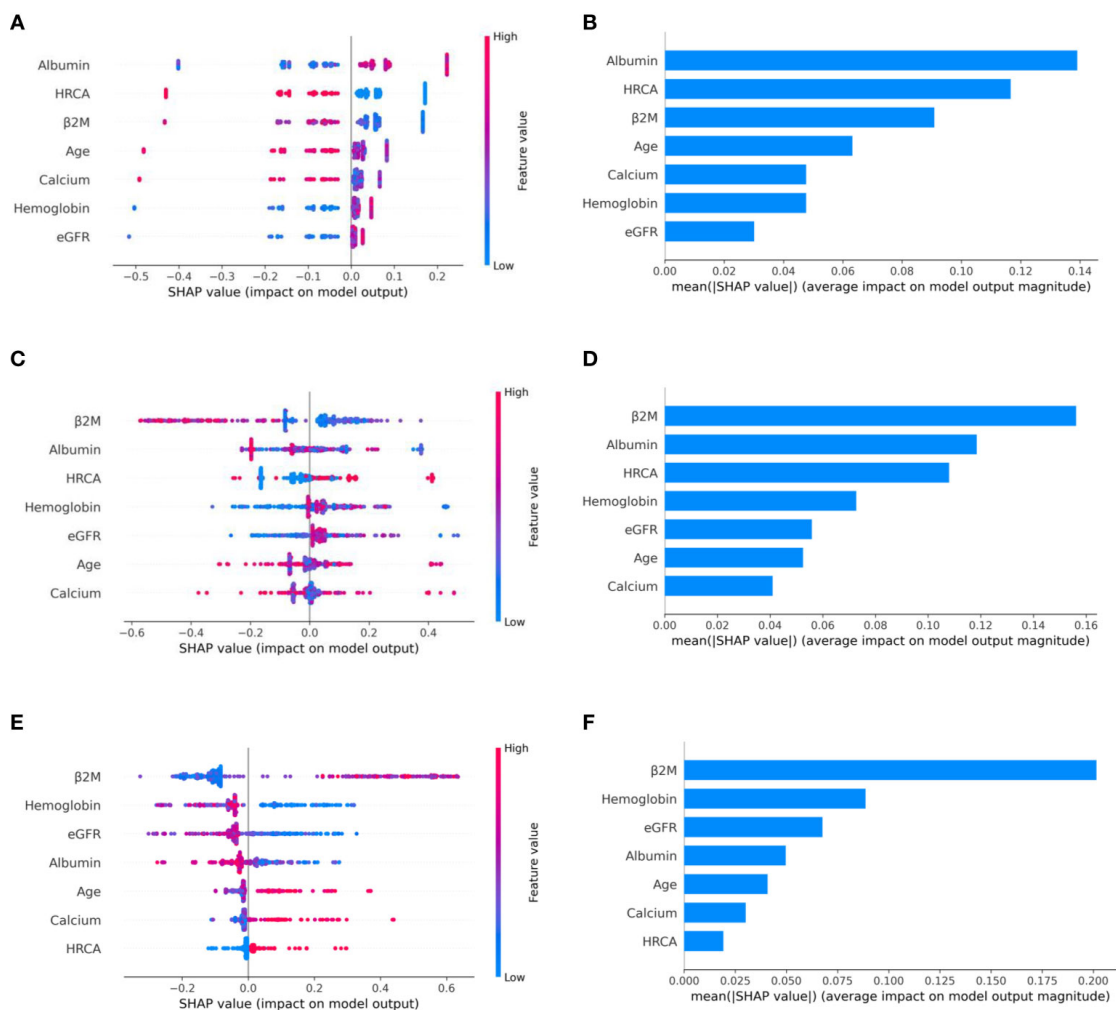 A
Albumin
HRCA
β2M
Age
Calcium
Hemoglobin
eGFR
−0.5 −0.4 −0.3 −0.2 −0.1 0.0 0.1 0.2
SHAP value (impact on model output)
High
Feature value
Low
B
Albumin
HRCA
β2M
Age
Calcium
Hemoglobin
eGFR
0.00 0.02 0.04 0.06 0.08 0.10 0.12 0.14
mean(|SHAP value|) (average impact on model output magnitude)
C
β2M
Albumin
HRCA
Hemoglobin
eGFR
Age
Calcium
−0.6 −0.4 −0.2 0.0 0.2 0.4
SHAP value (impact on model output)
High
Feature value
Low
D
β2M
Albumin
HRCA
Hemoglobin
eGFR
Age
Calcium
0.00 0.02 0.04 0.06 0.08 0.10 0.12 0.14 0.16
mean(|SHAP value|) (average impact on model output magnitude)
E
β2M
Hemoglobin
eGFR
Albumin
Age
Calcium
HRCA
−0.2 0.0 0.2 0.4 0.6
SHAP value (impact on model output)
High
Feature value
Low
F
β2M
Hemoglobin
eGFR
Albumin
Age
Calcium
HRCA
0.000 0.025 0.050 0.075 0.100 0.125 0.150 0.175 0.200
mean(|SHAP value|) (average impact on model output magnitude)